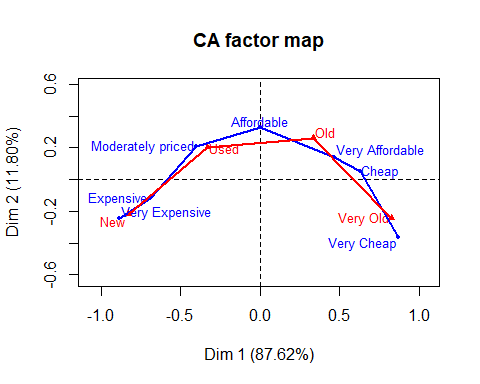 CA factor map
Dim 2 (11.80%)
0.6
0.2
-0.2
-0.6
Affordable
Old
Moderately priced
Used
Very Affordable
Cheap
Expensive
Very Expensive
New
Very Old
Very Cheap
-1.0 -0.5 0.0 0.5 1.0
Dim 1 (87.62%)